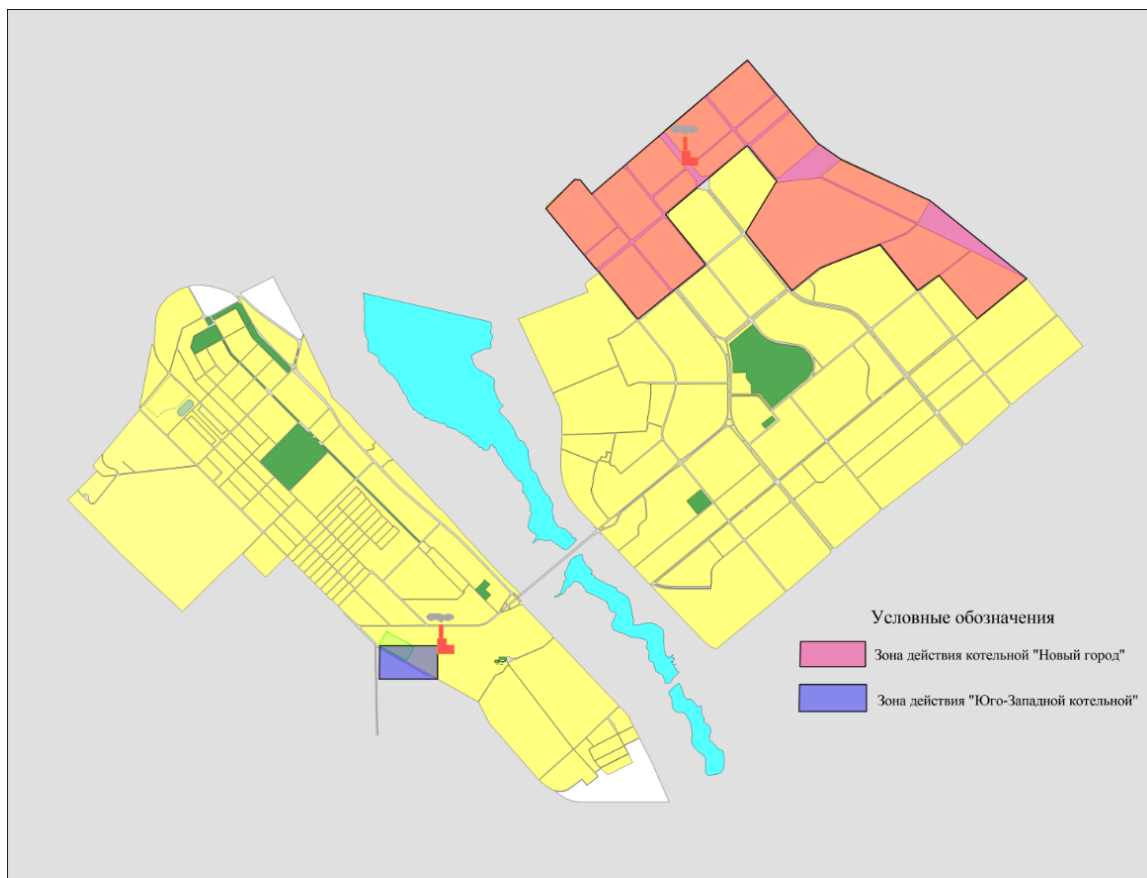 Условные обозначения
Зона действия котельной "Новый город"
Зона действия "Юго-Западной котельной"